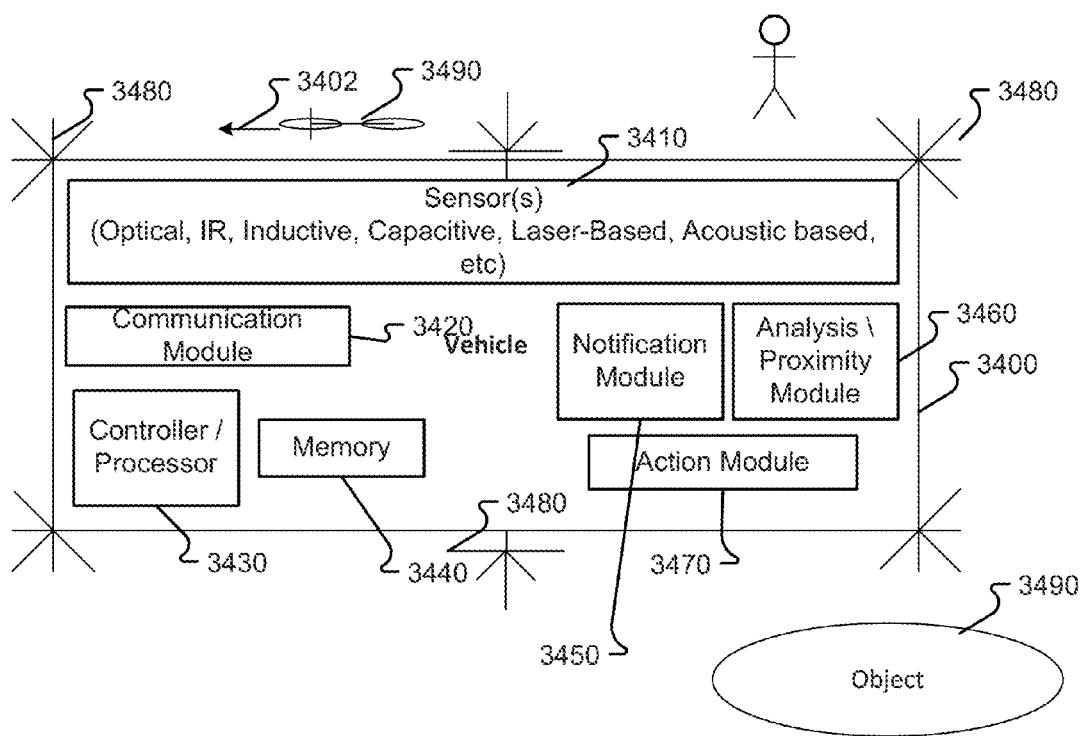 3480
3402
3490
3480
3410
Sensor(s)
(Optical, IR, Inductive, Capacitive, Laser-Based, Acoustic based,
etc)
Communication
Module
3420
Vehicle
Notification
Module
Analysis \
Proximity
Module
3460
3400
Controller /
Processor
Memory
Action Module
3480
3430
3440
3470
3450
3490
Object